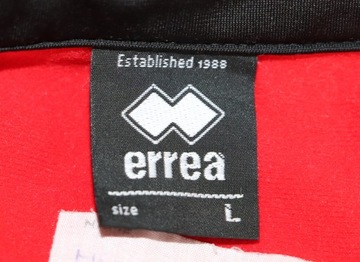 Established 1988
errea
size L